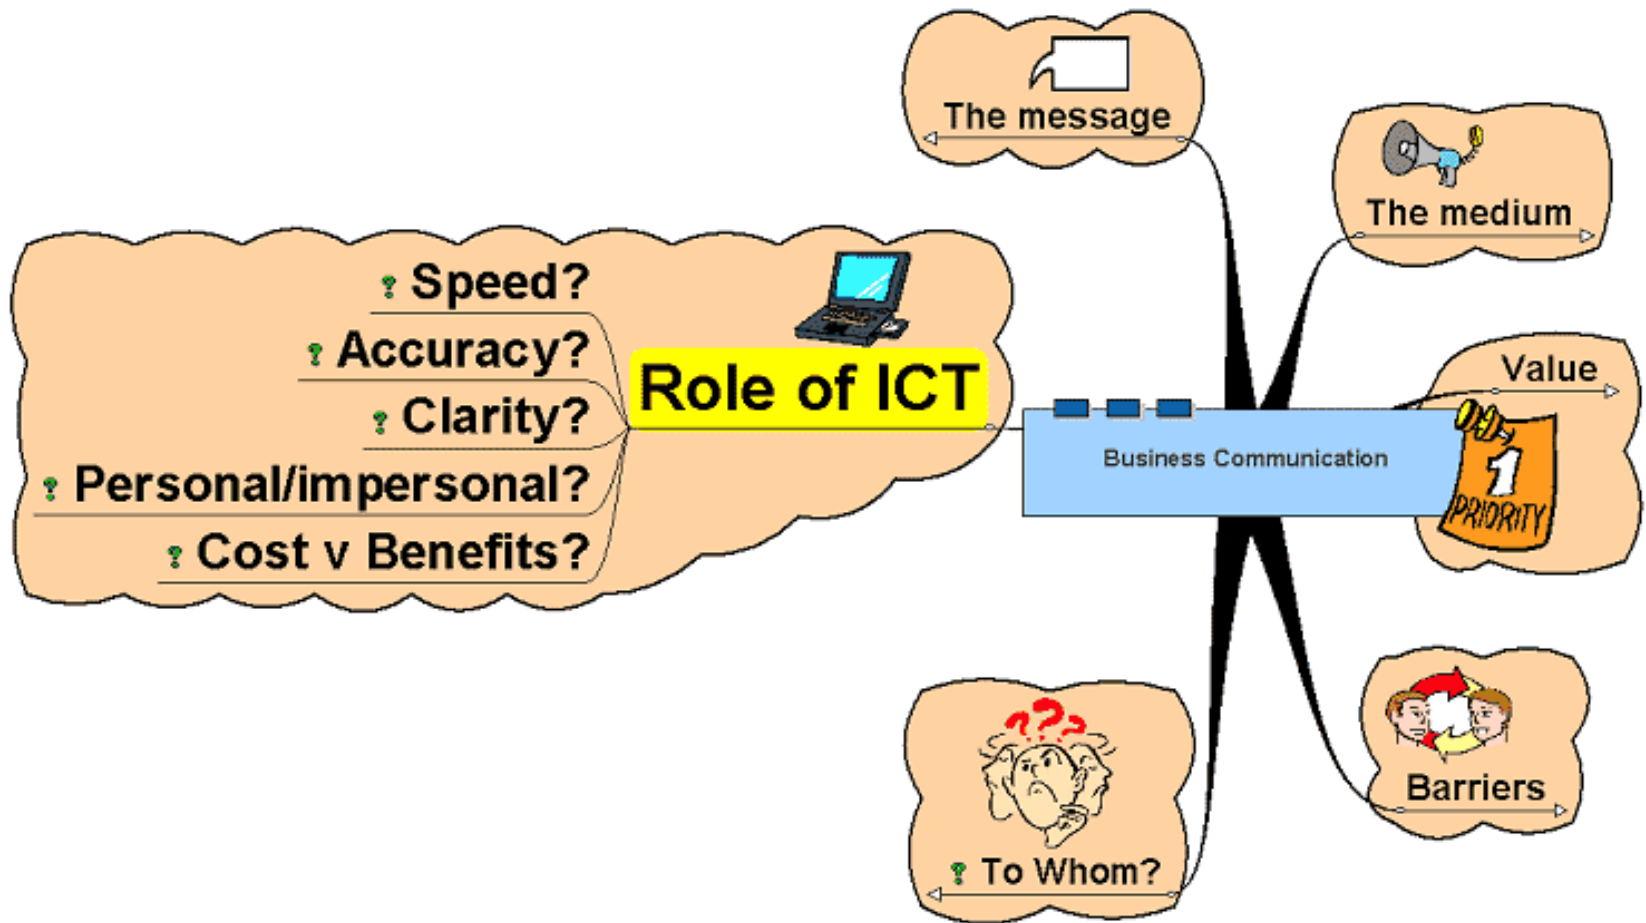 The message
The medium
Speed?
Accuracy?
Clarity?
Personal/impersonal?
Cost v Benefits?
Role of ICT
Value
Business Communication
1
PRIORITY
Barriers
? ? ?
To Whom?